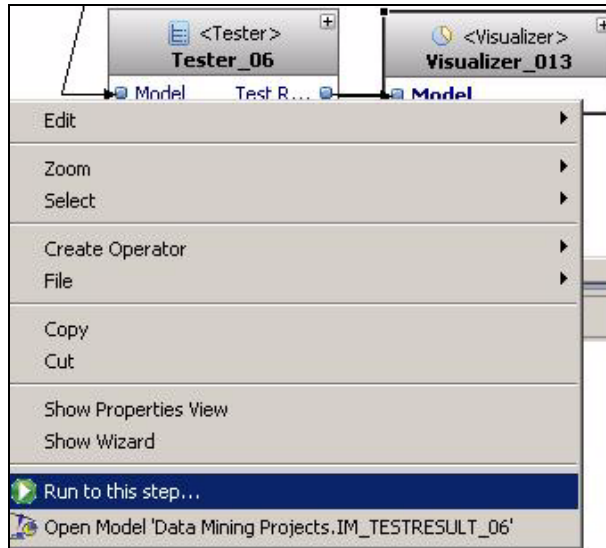 <Tester>
Tester_06
Model Test R...
<Visualizer>
Visualizer_013
Model
Edit
Zoom
Select
Create Operator
File
Copy
Cut
Show Properties View
Show Wizard
Run to this step...
Open Model 'Data Mining Projects.IM_TESTRESULT_06'